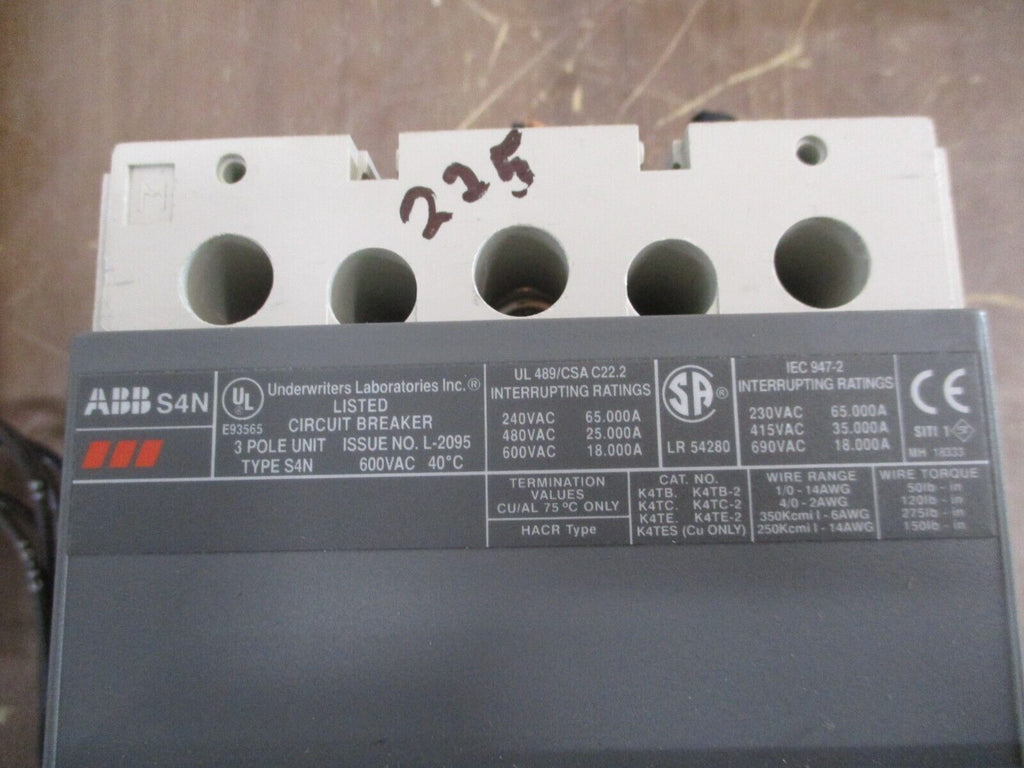 225
ABB S4N
UL
E93565
Underwriters Laboratories Inc.®
LISTED
CIRCUIT BREAKER
3 POLE UNIT ISSUE NO. L-2095
TYPE S4N 600VAC 40°C
UL 489/CSA C22.2
INTERRUPTING RATINGS
240VAC 65.000A
480VAC 25.000A
600VAC 18.000A
SA®
LR 54280
IEC 947-2
INTERRUPTING RATINGS
230VAC 65.000A
415VAC 35.000A
690VAC 18.000A
CE
SITI 1
MH 18333
TERMINATION
VALUES
CU/AL 75 ºC ONLY
HACR Type
CAT. NO.
K4TB. K4TB-2
K4TC. K4TC-2
K4TE. K4TE-2
K4TES (Cu ONLY)
WIRE RANGE
1/0 - 14AWG
4/0 - 2AWG
350Kcmil - 6AWG
250Kcmil - 14AWG
WIRE TORQUE
50lb - in
120lb - in
275lb - in
150lb - in